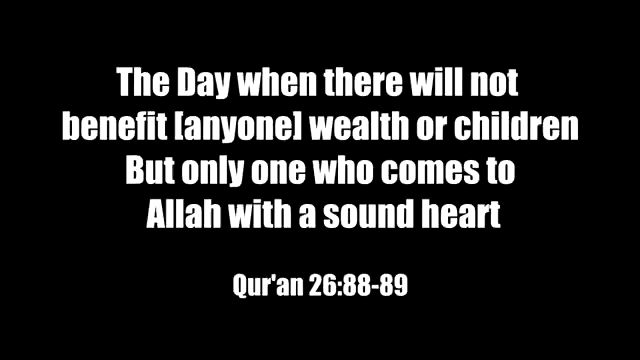 The Day when there will not
benefit [anyone] wealth or children
But only one who comes to
Allah with a sound heart
Qur'an 26:88-89